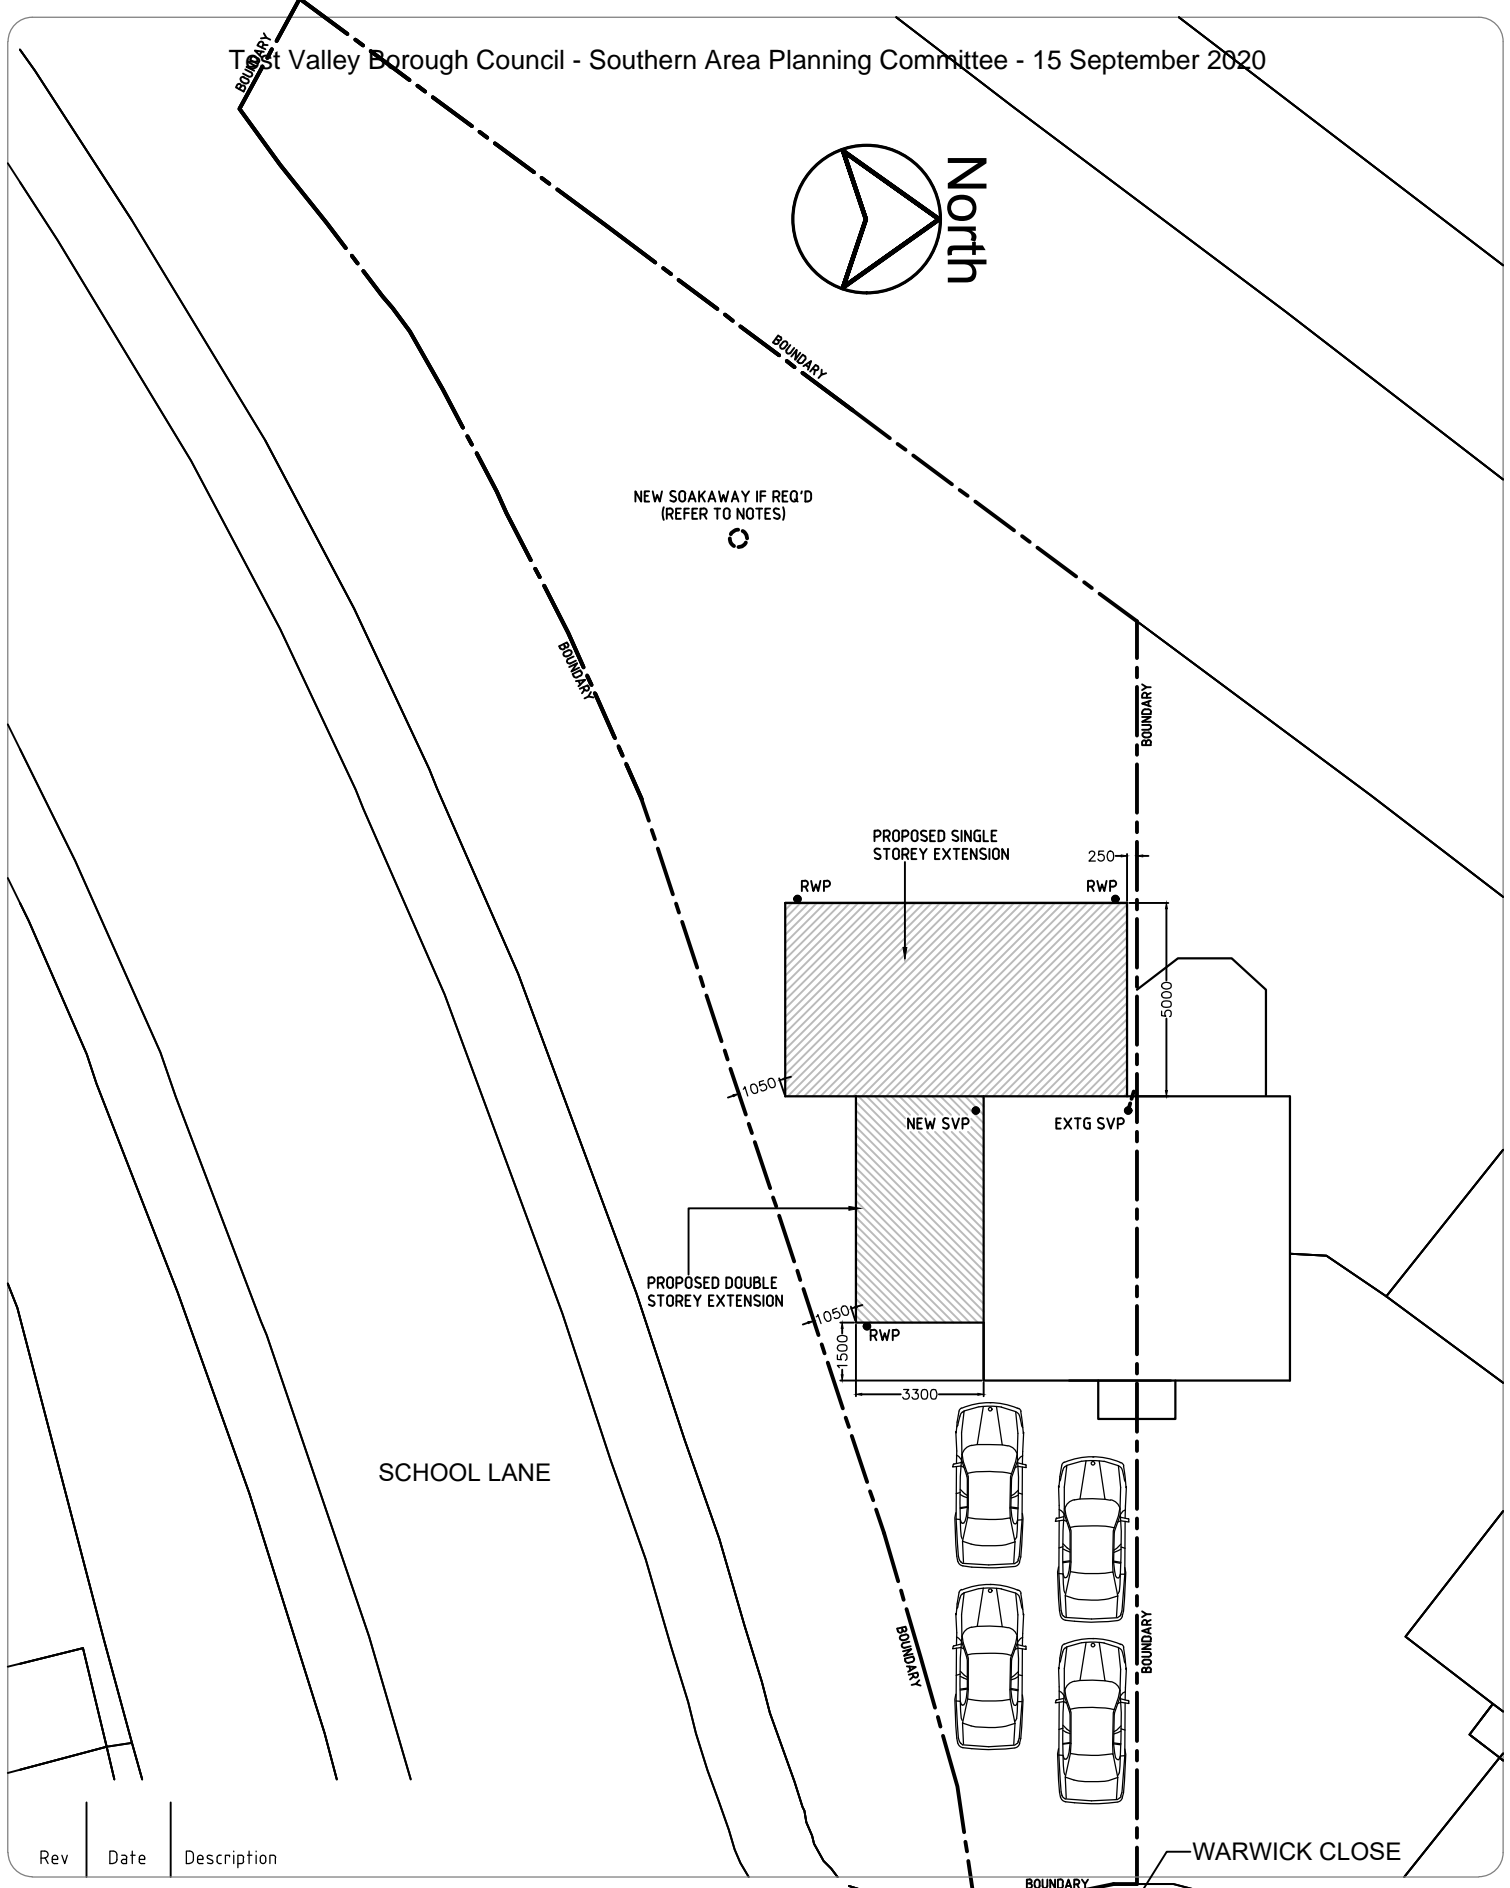 Test Valley Borough Council - Southern Area Planning Committee - 15 September 2020
BOUNDARY
North
BOUNDARY
NEW SOAKAWAY IF REQ'D
(REFER TO NOTES)
BOUNDARY
BOUNDARY
PROPOSED SINGLE
STOREY EXTENSION
250
RWP
RWP
5000
1050
NEW SVP
EXTG SVP
PROPOSED DOUBLE
STOREY EXTENSION
1050
RWP
1500
3300
SCHOOL LANE
BOUNDARY
BOUNDARY
WARWICK CLOSE
Rev
Date
Description
BOUNDARY